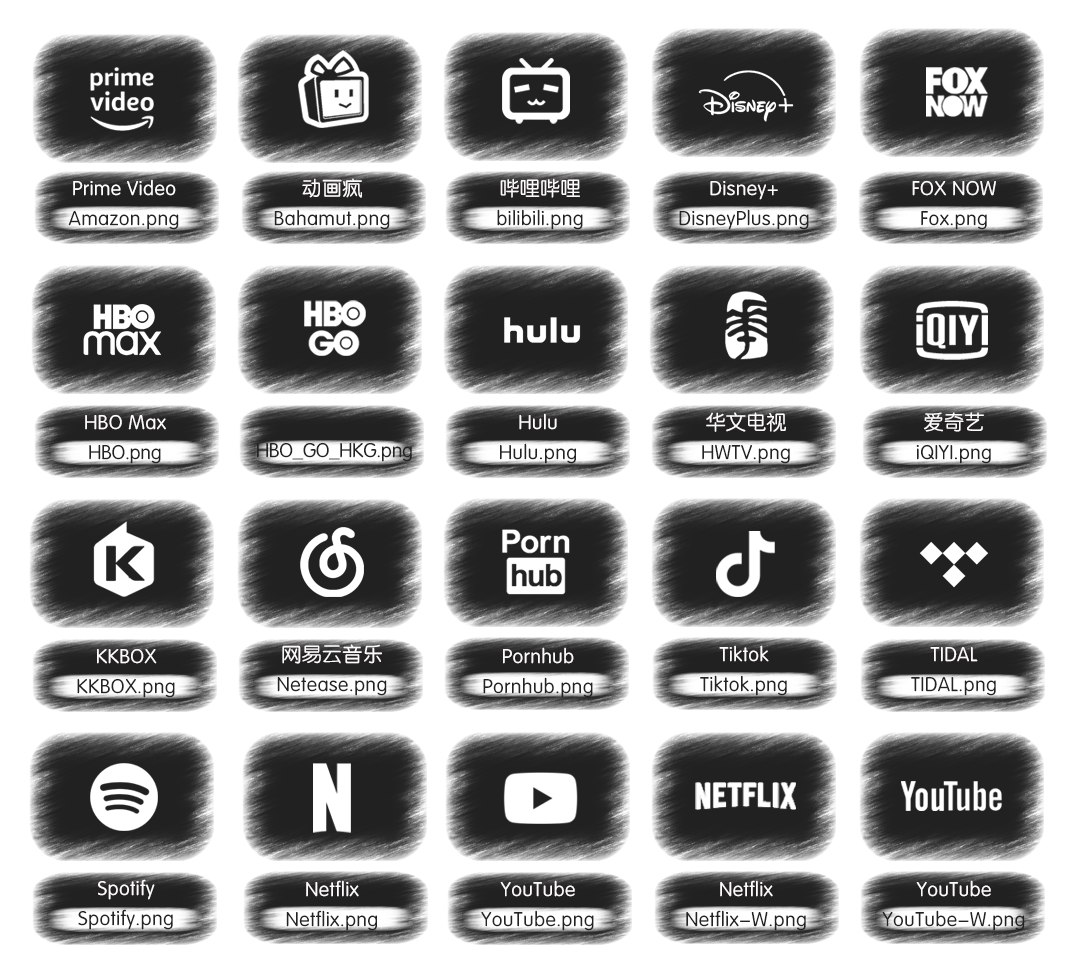 prime
video
Prime Video
Amazon.png
动画疯
Bahamut.png
哔哩哔哩
bilibili.png
Disney+
Disney+
DisneyPlus.png
FOX
NOW
FOX NOW
Fox.png
HBO
max
HBO Max
HBO.png
HBO
GO
HBO_GO_HKG.png
hulu
Hulu
Hulu.png
华文电视
HWTV.png
iQIYI
爱奇艺
iQIYI.png
K
KKBOX
KKBOX.png
网易云音乐
Netease.png
Porn
hub
Pornhub
Pornhub.png
Tiktok
Tiktok.png
TIDAL
TIDAL.png
Spotify
Spotify.png
N
Netflix
Netflix.png
YouTube
YouTube.png
NETFLIX
Netflix
Netflix-W.png
YouTube
YouTube
YouTube-W.png